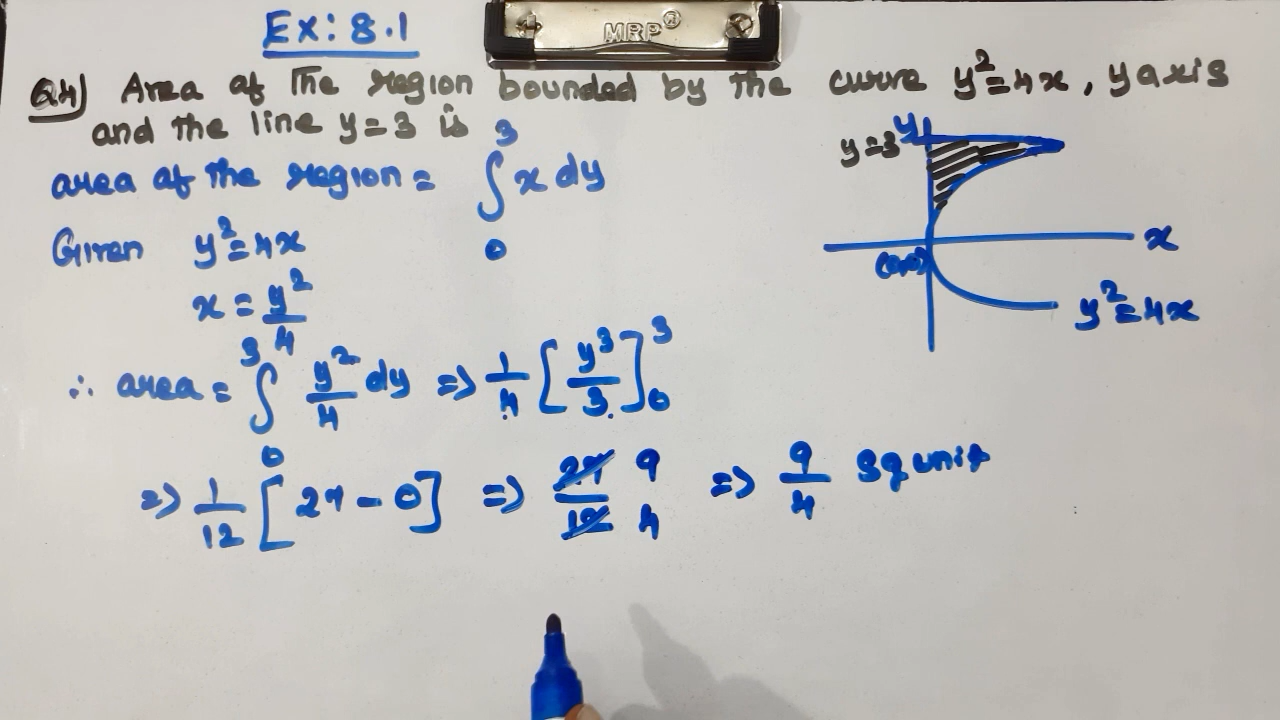 Ex: 8.1
MRP®
Q4) Area of The region bounded by The curve y²=4x, y axis
and the line y=3 is
area of the region = ∫₀³ x dy
Given y²=4x
x = y²/4
∴ area = ∫₀³ y²/4 dy => 1/4 [y³/3]₀³
=> 1/12 [27 - 0] => 27/12 9/4 => 9/4 sq unit
y
y=3
x
(0,0)
y²=4x